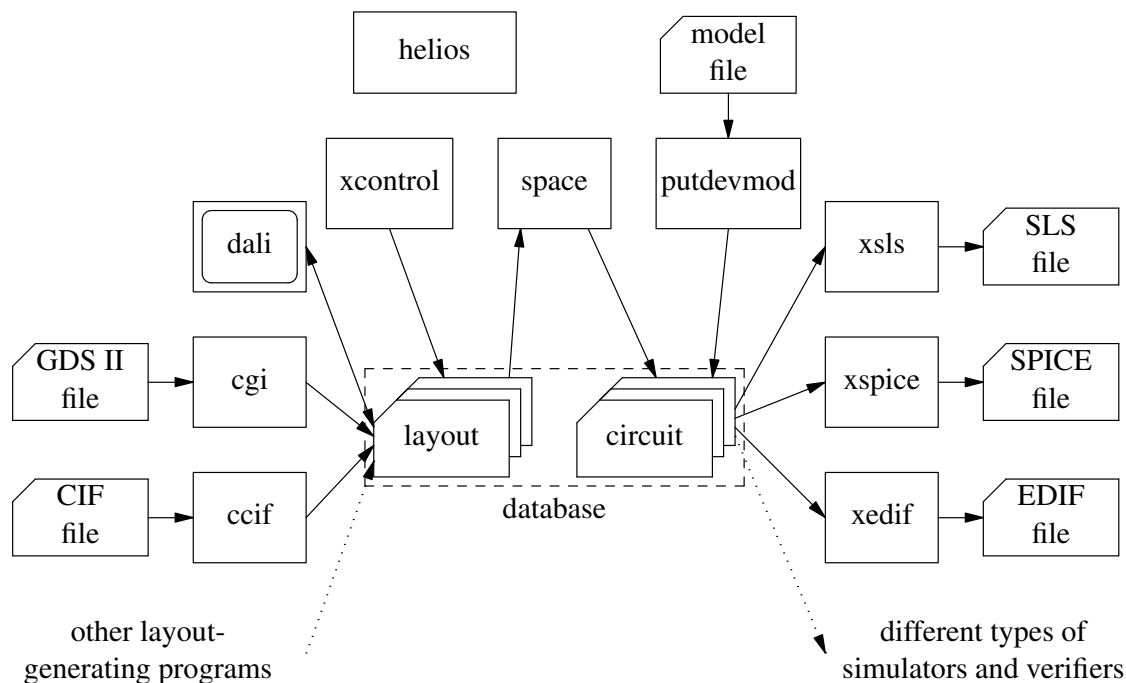 helios
model
file
xcontrol
space
putdevmod
dali
xsls
SLS
file
GDS II
file
cgi
xspice
SPICE
file
layout
circuit
CIF
file
ccif
database
xedif
EDIF
file
other layout-
generating programs
different types of
simulators and verifiers